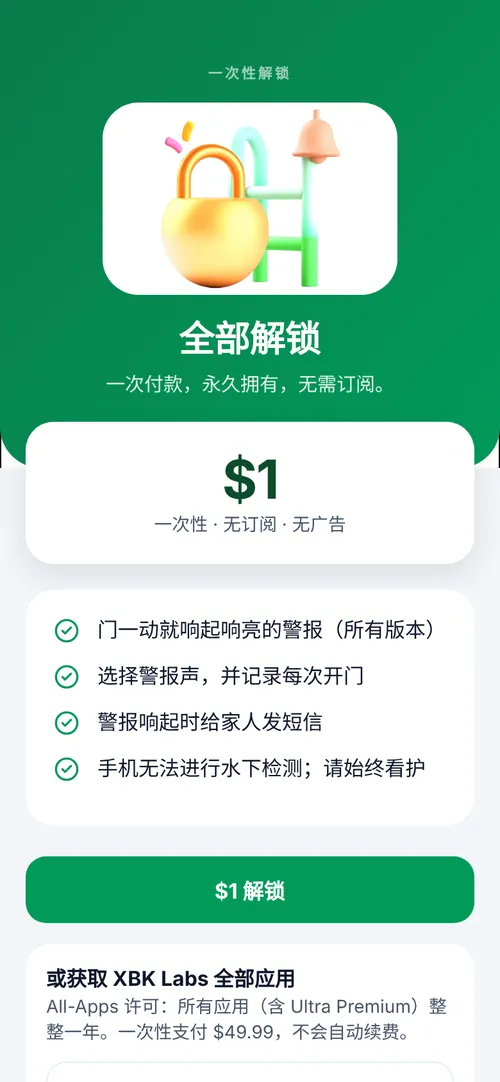 一次性解锁
全部解锁
一次付款，永久拥有，无需订阅。
$1
一次性 · 无订阅 · 无广告
门一动就响起响亮的警报（所有版本）
选择警报声，并记录每次开门
警报响起时给家人发短信
手机无法进行水下检测；请始终看护
$1 解锁
或获取 XBK Labs 全部应用
All-Apps 许可：所有应用（含 Ultra Premium）整
整一年。一次性支付 $49.99，不会自动续费。